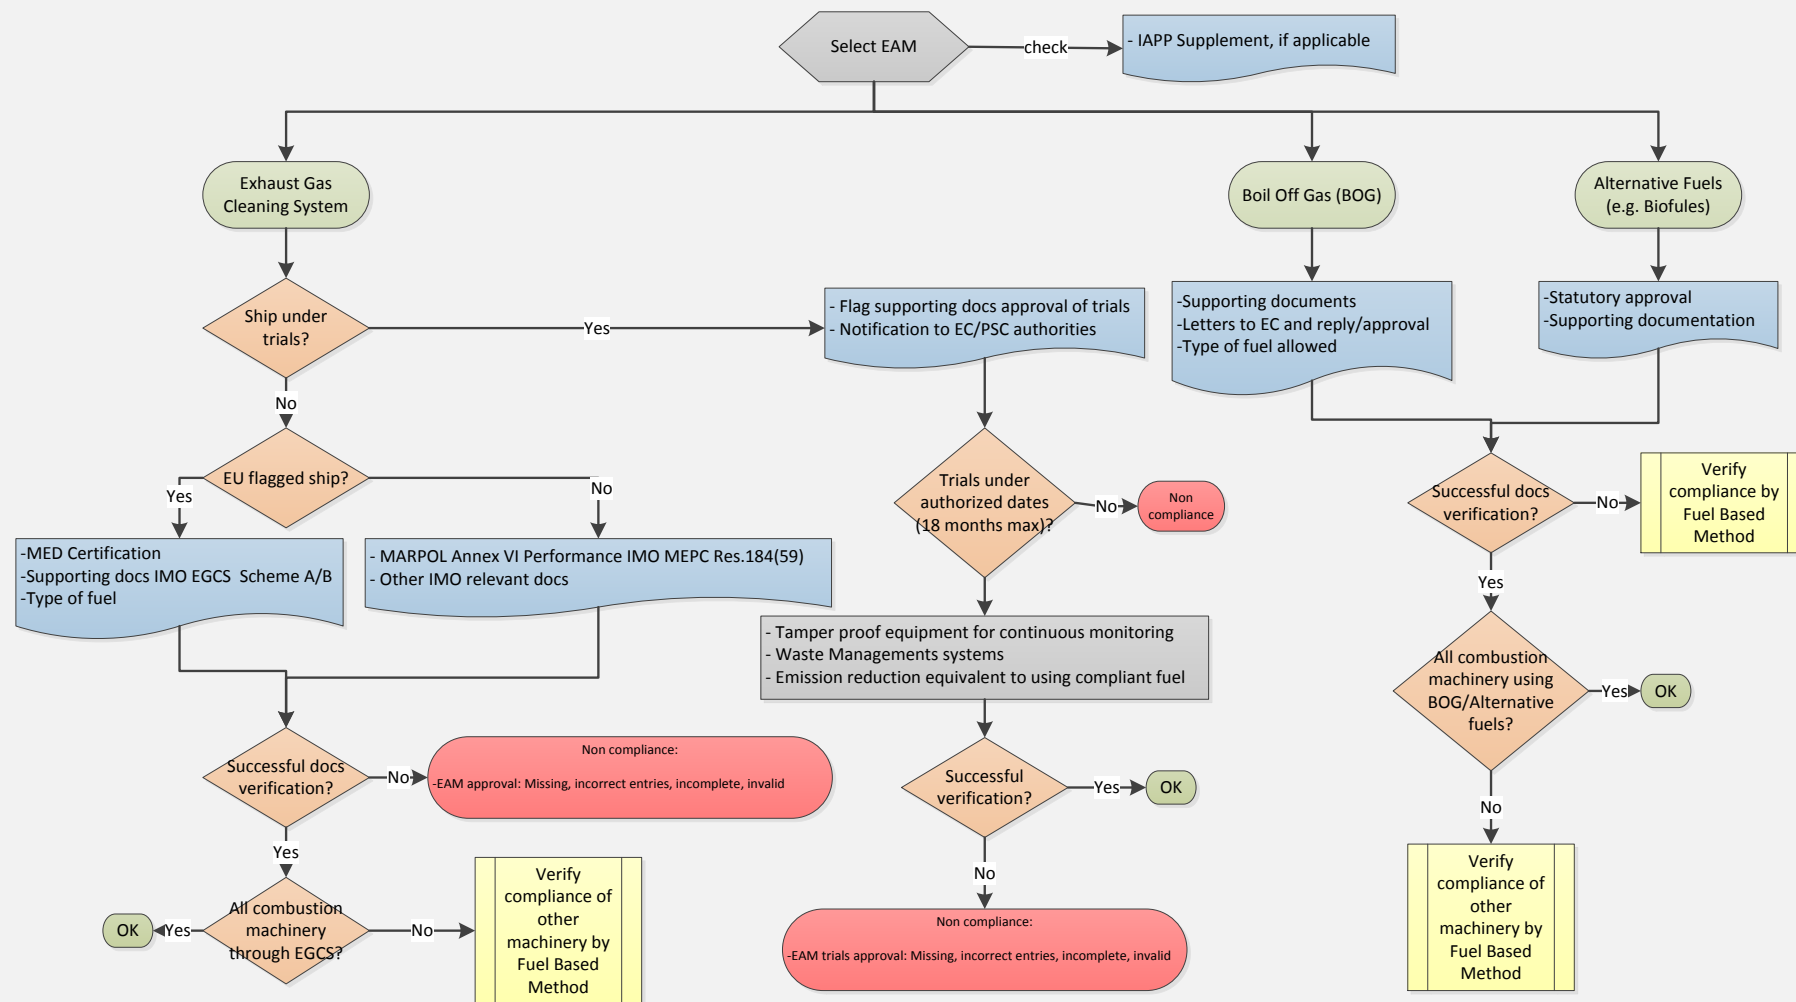 Select EAM
check
- IAPP Supplement, if applicable
Exhaust Gas
Cleaning System
Boil Off Gas (BOG)
Alternative Fuels
(e.g. Biofules)
Ship under
trials?
Yes
- Flag supporting docs approval of trials
- Notification to EC/PSC authorities
-Supporting documents
-Letters to EC and reply/approval
-Type of fuel allowed
-Statutory approval
-Supporting documentation
No
EU flagged ship?
Yes
No
-MED Certification
-Supporting docs IMO EGCS  Scheme A/B
-Type of fuel
- MARPOL Annex VI Performance IMO MEPC Res.184(59)
- Other IMO relevant docs
Trials under
authorized dates
(18 months max)?
No
Non
compliance
Successful docs
verification?
No
Verify
compliance by
Fuel Based
Method
Yes
- Tamper proof equipment for continuous monitoring
- Waste Managements systems
- Emission reduction equivalent to using compliant fuel
All combustion
machinery using
BOG/Alternative
fuels?
Yes
OK
Successful docs
verification?
No
Non compliance:
-EAM approval: Missing, incorrect entries, incomplete, invalid
Successful
verification?
Yes
OK
No
Yes
No
All combustion
machinery
through EGCS?
Yes
OK
No
Verify
compliance of
other
machinery by
Fuel Based
Method
Non compliance:
-EAM trials approval: Missing, incorrect entries, incomplete, invalid
Verify
compliance of
other
machinery by
Fuel Based
Method